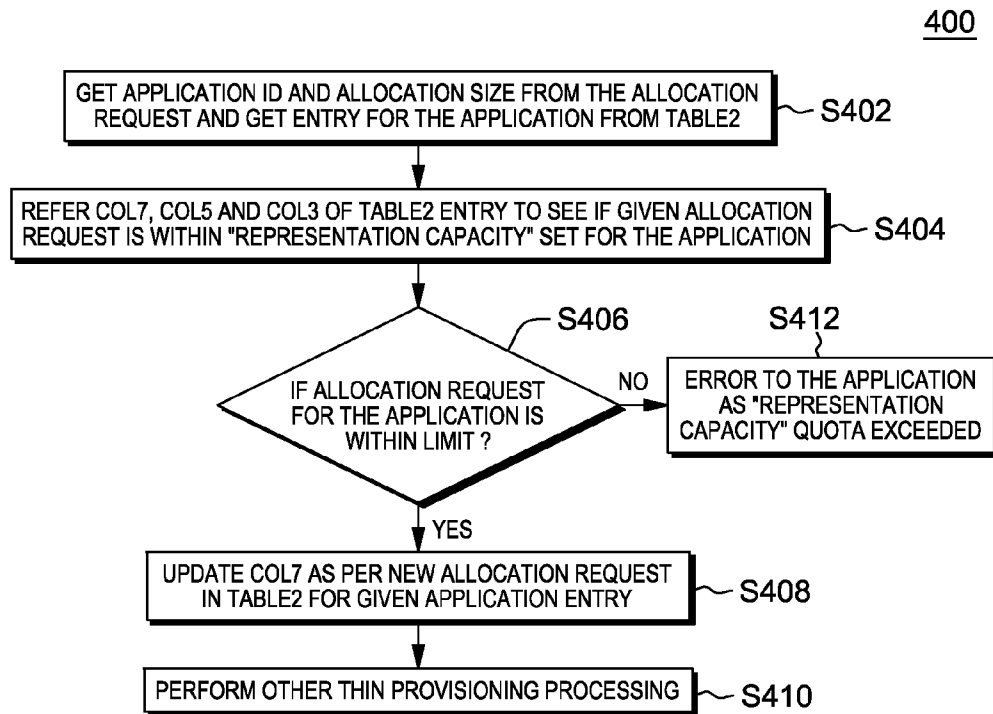 400
GET APPLICATION ID AND ALLOCATION SIZE FROM THE ALLOCATION
REQUEST AND GET ENTRY FOR THE APPLICATION FROM TABLE2
S402
REFER COL7, COL5 AND COL3 OF TABLE2 ENTRY TO SEE IF GIVEN ALLOCATION
REQUEST IS WITHIN "REPRESENTATION CAPACITY" SET FOR THE APPLICATION
S404
S406
IF ALLOCATION REQUEST
FOR THE APPLICATION IS
WITHIN LIMIT ?
NO
S412
ERROR TO THE APPLICATION
AS "REPRESENTATION
CAPACITY" QUOTA EXCEEDED
YES
UPDATE COL7 AS PER NEW ALLOCATION REQUEST
IN TABLE2 FOR GIVEN APPLICATION ENTRY
S408
PERFORM OTHER THIN PROVISIONING PROCESSING
S410